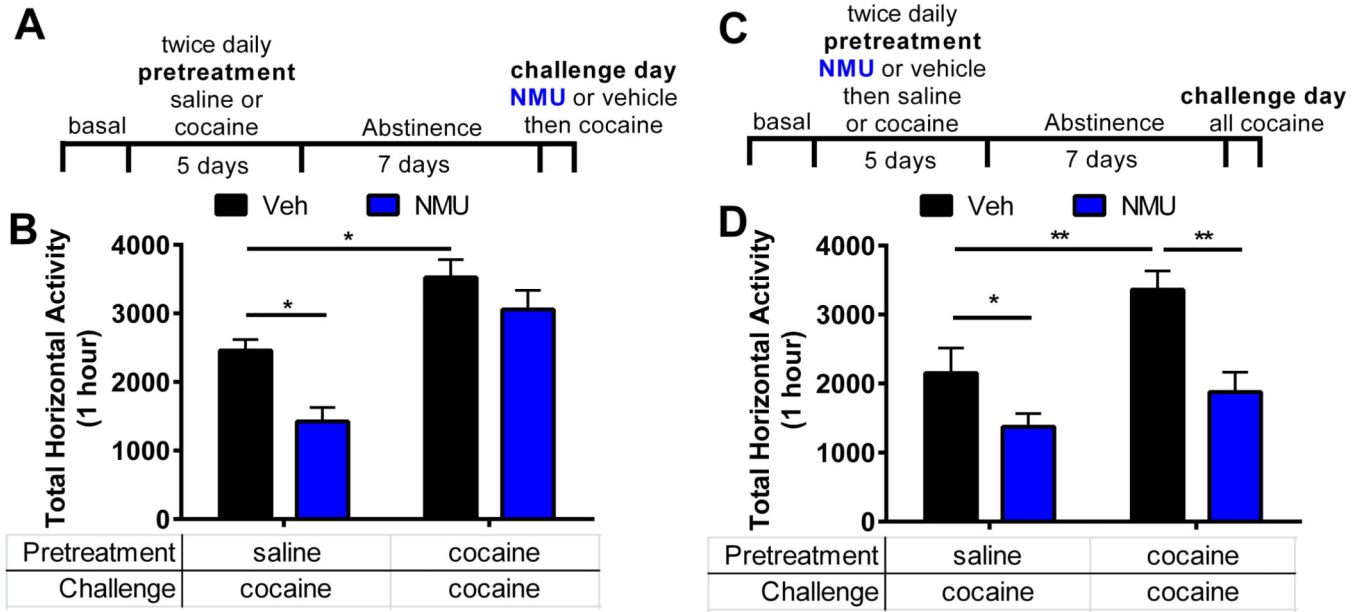 A
twice daily
pretreatment
saline or
cocaine
basal
5 days
Abstinence
7 days
challenge day
NMU or vehicle
then cocaine
B
Veh
NMU
Total Horizontal Activity
(1 hour)
4000
3000
2000
1000
0
*
*
Pretreatment saline cocaine
Challenge cocaine cocaine
C
twice daily
pretreatment
NMU or vehicle
then saline
or cocaine
basal
5 days
Abstinence
7 days
challenge day
all cocaine
D
Veh
NMU
Total Horizontal Activity
(1 hour)
4000
3000
2000
1000
0
**
**
*
Pretreatment saline cocaine
Challenge cocaine cocaine